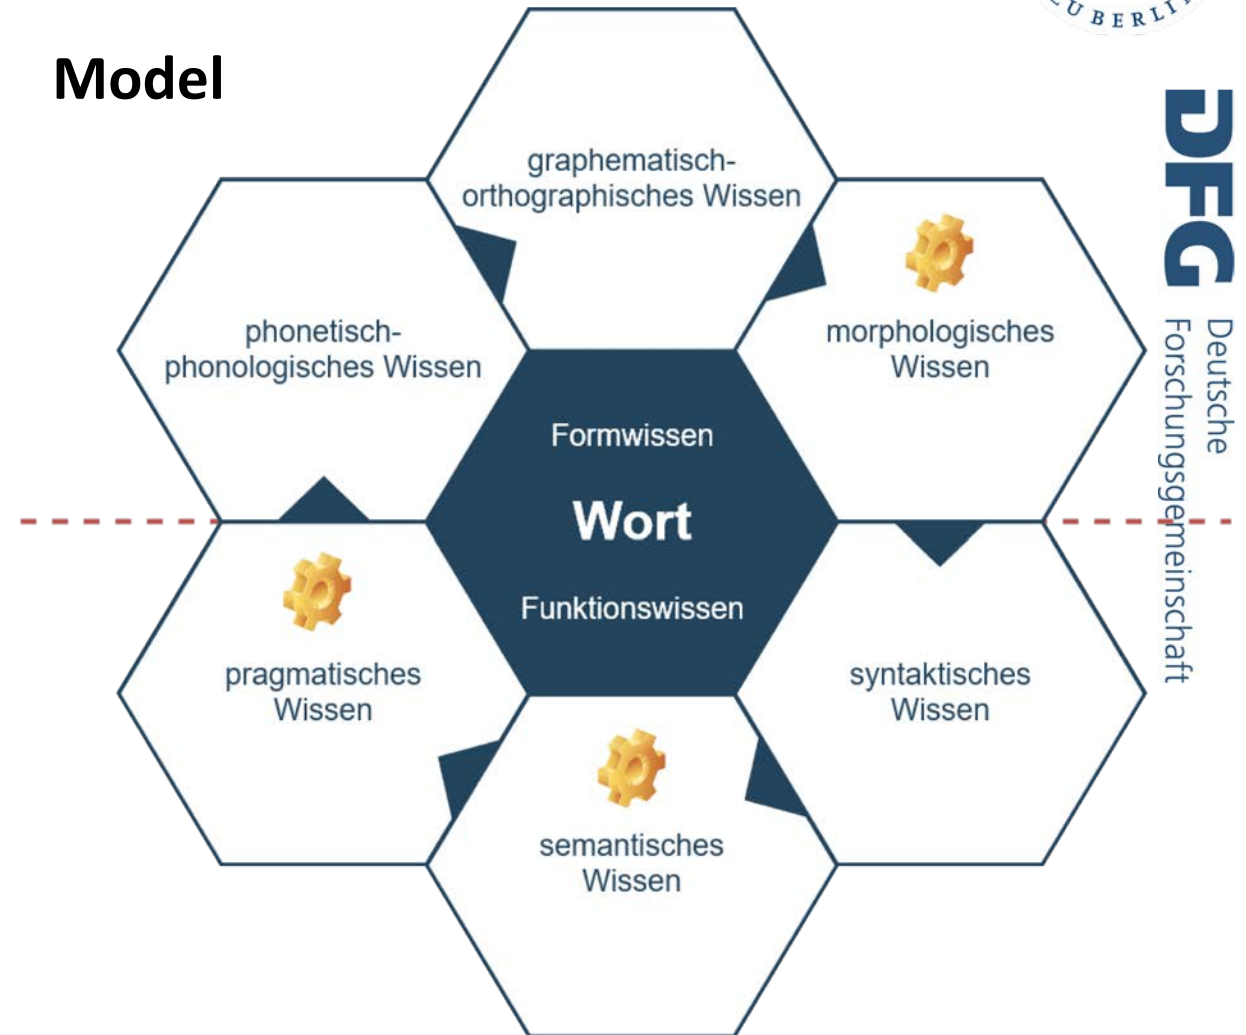 Model
graphematisch-
orthographisches Wissen
phonetisch-
phonologisches Wissen
morphologisches
Wissen
Formwissen
Wort
Funktionswissen
pragmatisches
Wissen
syntaktisches
Wissen
semantisches
Wissen
DFG
Deutsche
Forschungsgemeinschaft